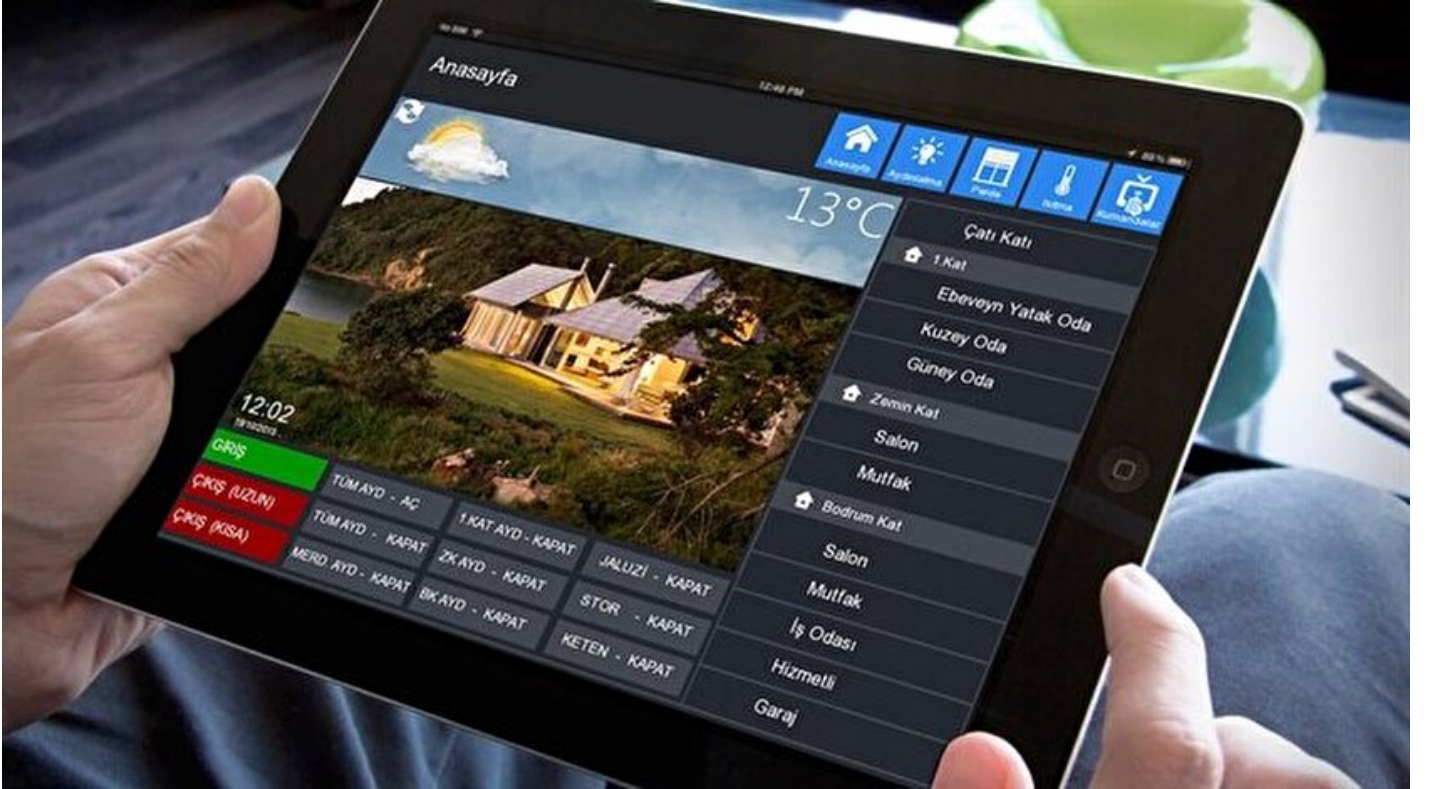 No SIM
12:48 PM
Anasayfa
Anasayfa
Aydınlatma
Perde
Isıtma
Kumandalar
13°C
Çatı Katı
1.Kat
Ebeveyn Yatak Oda
Kuzey Oda
Güney Oda
Zemin Kat
Salon
Mutfak
Bodrum Kat
Salon
Mutfak
İş Odası
Hizmetli
Garaj
12:02
GİRİŞ
ÇIKIŞ (UZUN)
ÇIKIŞ (KISA)
TÜM AYD - AÇ
TÜM AYD - KAPAT
MERD AYD - KAPAT
1.KAT AYD - KAPAT
ZK AYD - KAPAT
BK AYD - KAPAT
JALUZİ - KAPAT
STOR - KAPAT
KETEN - KAPAT